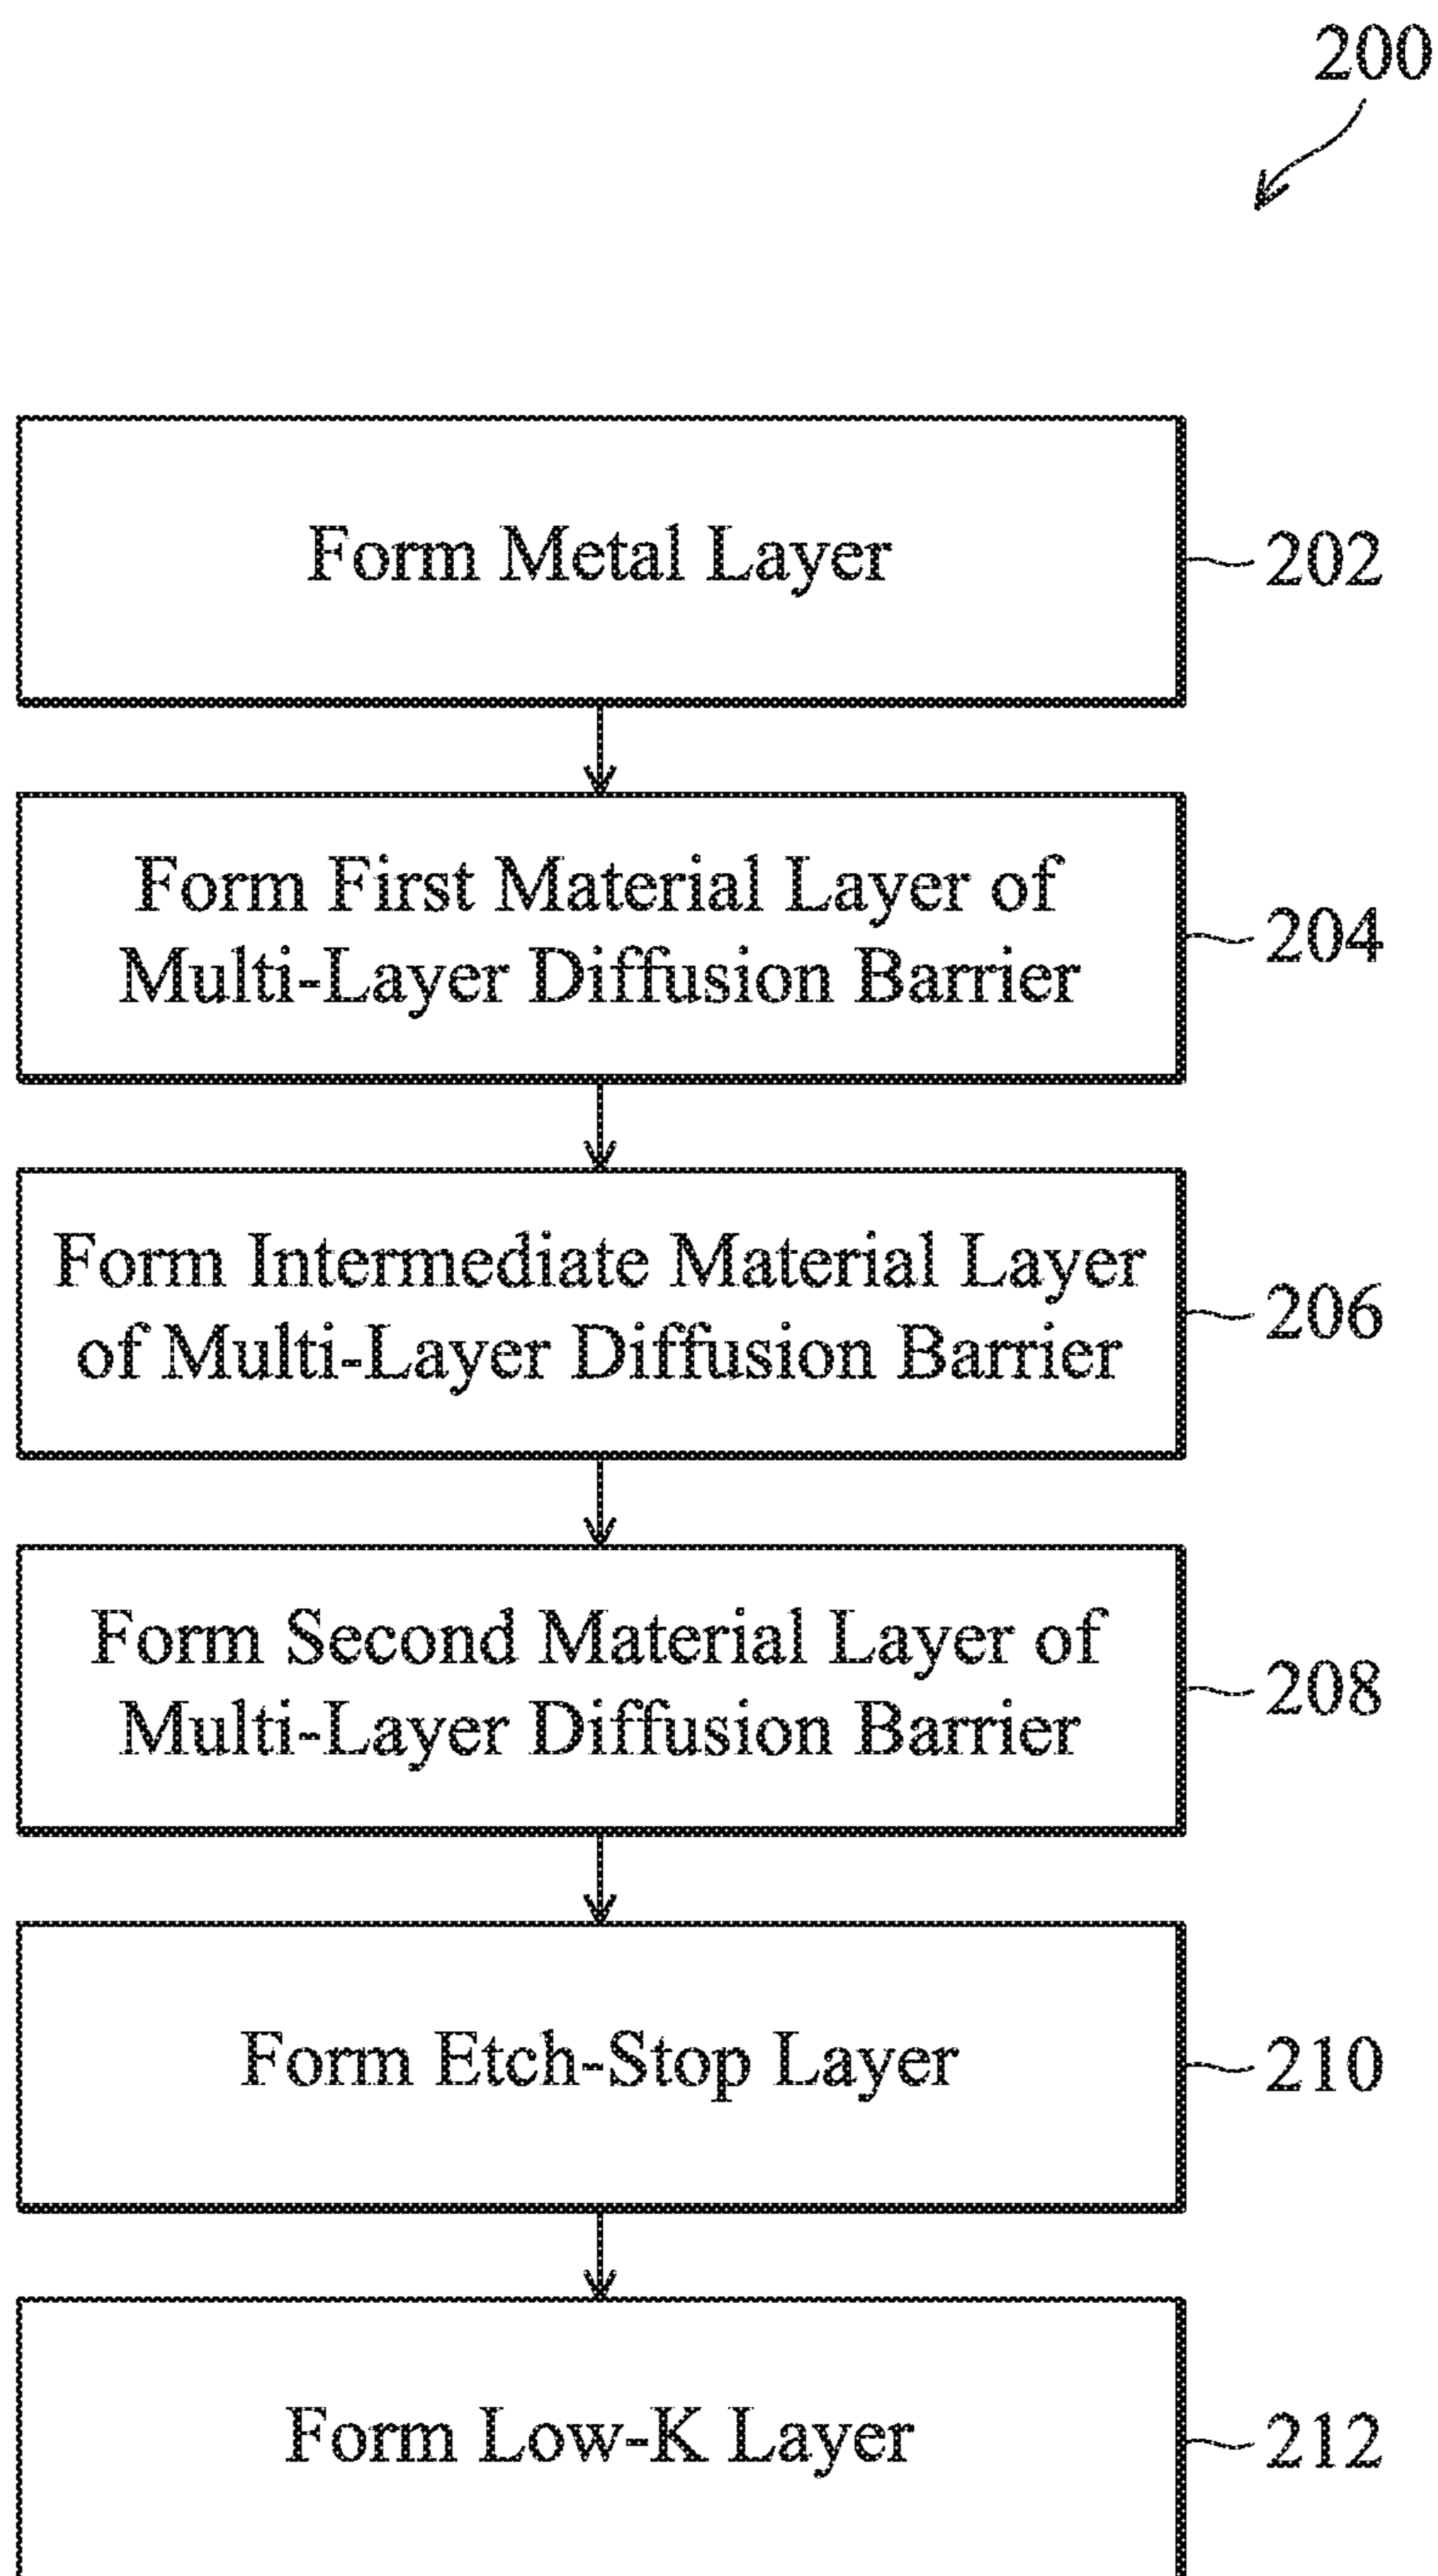 200
Form Metal Layer
202
Form First Material Layer of
Multi-Layer Diffusion Barrier
204
Form Intermediate Material Layer
of Multi-Layer Diffusion Barrier
206
Form Second Material Layer of
Multi-Layer Diffusion Barrier
208
Form Etch-Stop Layer
210
Form Low-K Layer
212